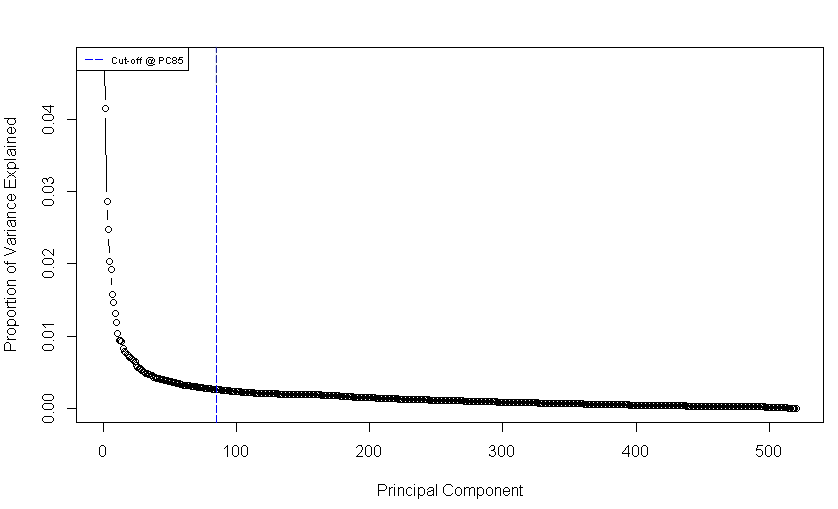 Cut-off @ PC85
Proportion of Variance Explained
0.04
0.03
0.02
0.01
0.00
0 100 200 300 400 500
Principal Component